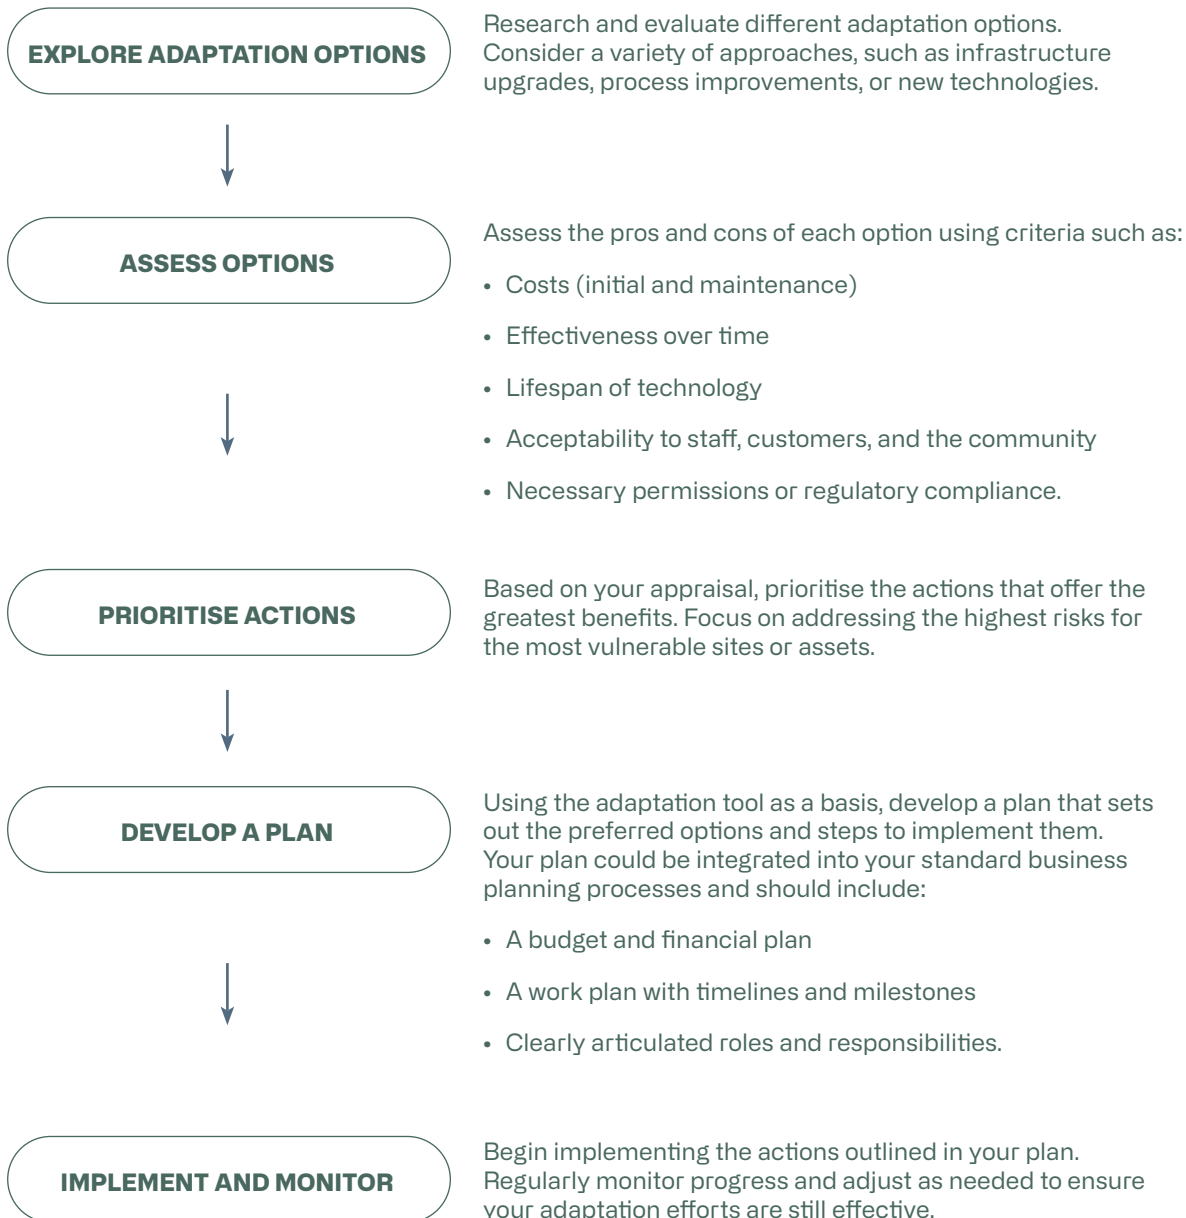 EXPLORE ADAPTATION OPTIONS
Research and evaluate different adaptation options.
Consider a variety of approaches, such as infrastructure
upgrades, process improvements, or new technologies.
ASSESS OPTIONS
Assess the pros and cons of each option using criteria such as:
• Costs (initial and maintenance)
• Effectiveness over time
• Lifespan of technology
• Acceptability to staff, customers, and the community
• Necessary permissions or regulatory compliance.
PRIORITISE ACTIONS
Based on your appraisal, prioritise the actions that offer the
greatest benefits. Focus on addressing the highest risks for
the most vulnerable sites or assets.
DEVELOP A PLAN
Using the adaptation tool as a basis, develop a plan that sets
out the preferred options and steps to implement them.
Your plan could be integrated into your standard business
planning processes and should include:
• A budget and financial plan
• A work plan with timelines and milestones
• Clearly articulated roles and responsibilities.
IMPLEMENT AND MONITOR
Begin implementing the actions outlined in your plan.
Regularly monitor progress and adjust as needed to ensure
your adaptation efforts are still effective.